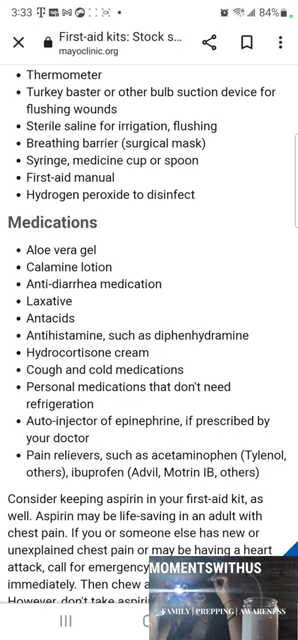 3:33
84%
First-aid kits: Stock s...
mayoclinic.org
• Thermometer
• Turkey baster or other bulb suction device for
flushing wounds
• Sterile saline for irrigation, flushing
• Breathing barrier (surgical mask)
• Syringe, medicine cup or spoon
• First-aid manual
• Hydrogen peroxide to disinfect
Medications
• Aloe vera gel
• Calamine lotion
• Anti-diarrhea medication
• Laxative
• Antacids
• Antihistamine, such as diphenhydramine
• Hydrocortisone cream
• Cough and cold medications
• Personal medications that don't need
refrigeration
• Auto-injector of epinephrine, if prescribed by
your doctor
• Pain relievers, such as acetaminophen (Tylenol,
others), ibuprofen (Advil, Motrin IB, others)
Consider keeping aspirin in your first-aid kit, as
well. Aspirin may be life-saving in an adult with
chest pain. If you or someone else has new or
unexplained chest pain or may be having a heart
attack, call for emergency
immediately. Then chew a
However, don't take aspiri
MOMENTSWITHUS
FAMILY | PREPPING | AWARENESS